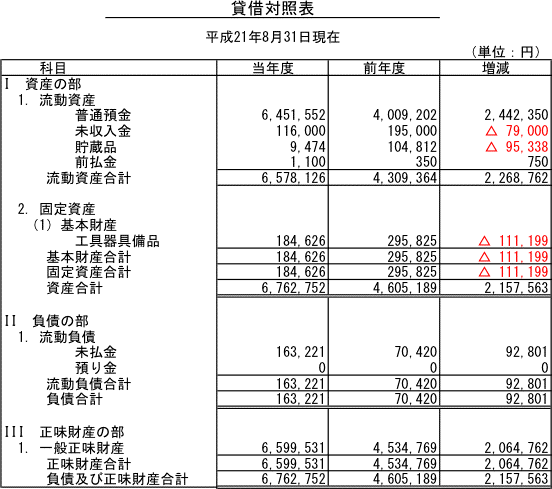 貸借対照表
平成21年8月31日現在
(単位：円)
科目 当年度 前年度 増減
I 資産の部
1. 流動資産
普通預金 6,451,552 4,009,202 2,442,350
未収入金 116,000 195,000 △ 79,000
貯蔵品 9,474 104,812 △ 95,338
前払金 1,100 350 750
流動資産合計 6,578,126 4,309,364 2,268,762
2. 固定資産
(1) 基本財産
工具器具備品 184,626 295,825 △ 111,199
基本財産合計 184,626 295,825 △ 111,199
固定資産合計 184,626 295,825 △ 111,199
資産合計 6,762,752 4,605,189 2,157,563
II 負債の部
1. 流動負債
未払金 163,221 70,420 92,801
預り金 0 0 0
流動負債合計 163,221 70,420 92,801
負債合計 163,221 70,420 92,801
III 正味財産の部
1. 一般正味財産 6,599,531 4,534,769 2,064,762
正味財産合計 6,599,531 4,534,769 2,064,762
負債及び正味財産合計 6,762,752 4,605,189 2,157,563